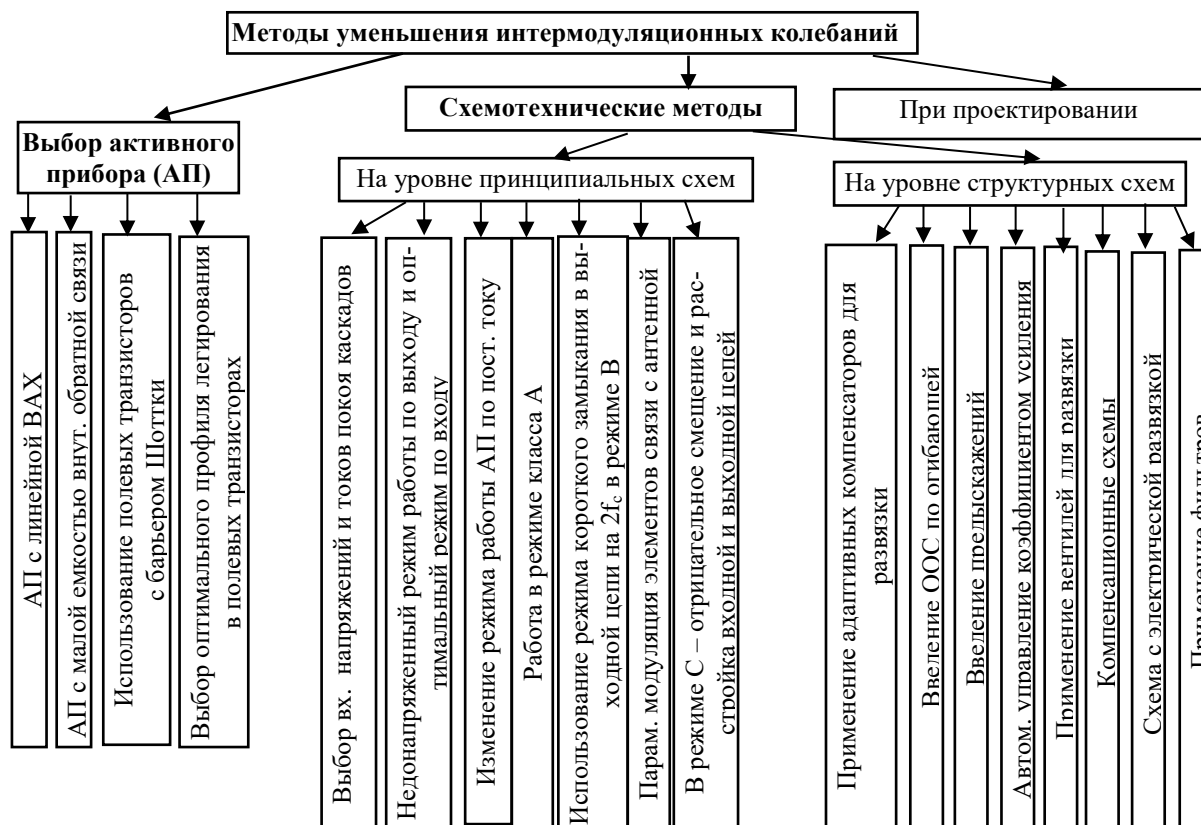 Методы уменьшения интермодуляционных колебаний
Схемотехнические методы
При проектировании
Выбор активного
прибора (АП)
На уровне принципиальных схем
На уровне структурных схем
АП с линейной ВАХ
АП с малой емкостью внут. обратной связи
Использование полевых транзисторов
с барьером Шоттки
Выбор оптимального профиля легирования
в полевых транзисторах
Выбор вх. напряжений и токов покоя каскадов
Недонапряженный режим работы по выходу и оп-
тимальный режим по входу
Изменение режима работы АП по пост. току
Работа в режиме класса А
Использование режима короткого замыкания в вы-
ходной цепи на 2fс в режиме В
Парам. модуляция элементов связи с антенной
В режиме С – отрицательное смещение и рас-
стройка входной и выходной цепей
Применение адаптивных компенсаторов для
развязки
Введение ООС по огибающей
Введение предыскажений
Автом. управление коэффициентом усиления
Применение вентилей для развязки
Компенсационные схемы
Схема с электрической развязкой
Применение фильтров